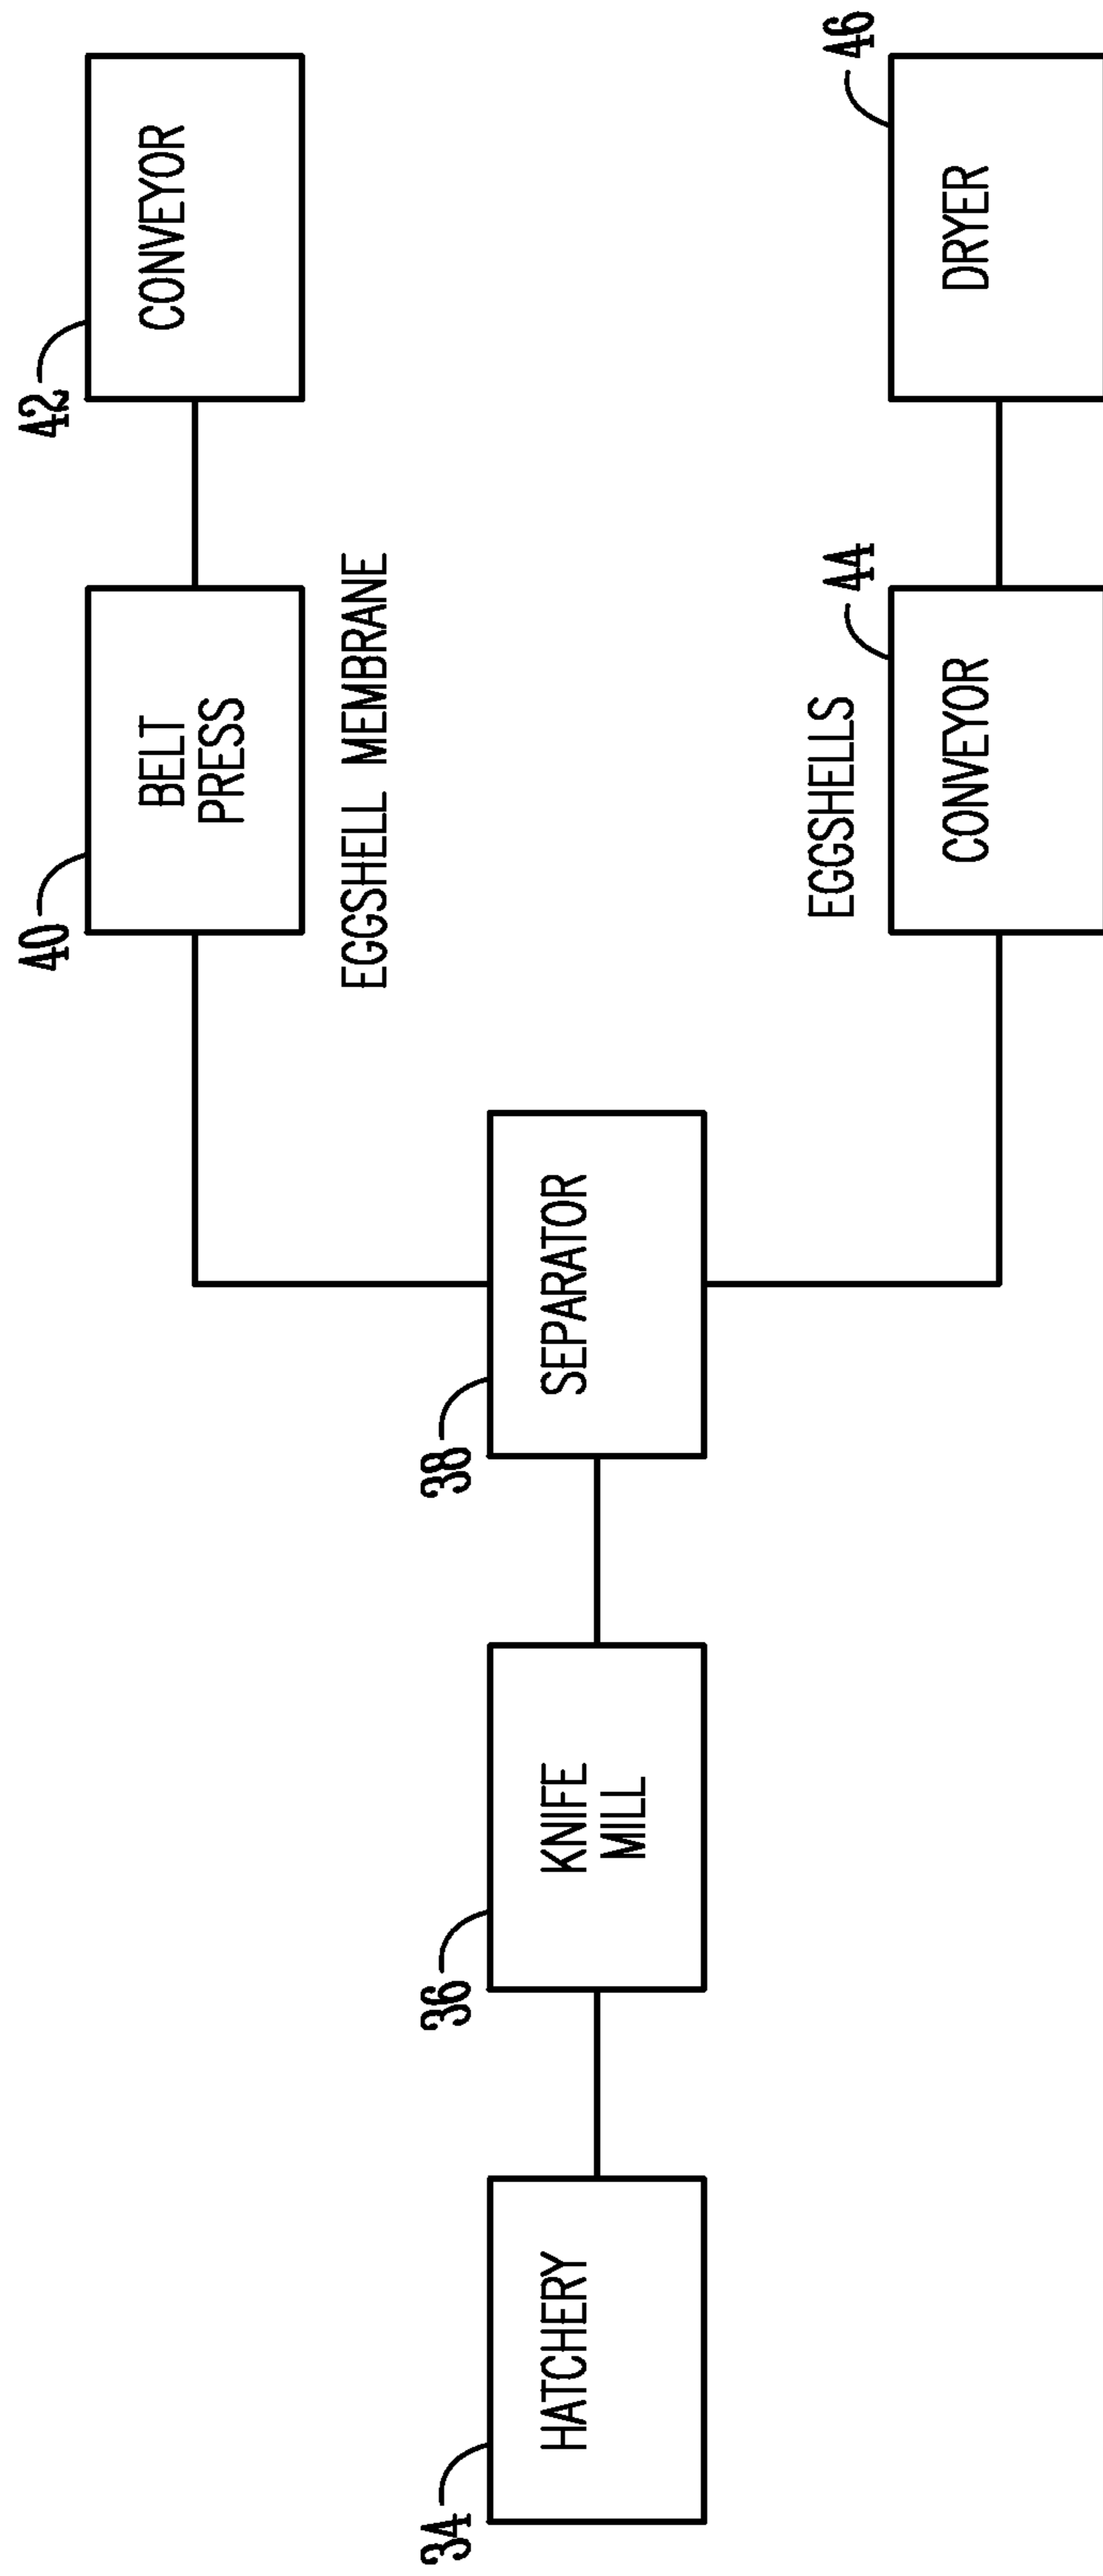 34
HATCHERY
36
KNIFE
MILL
38
SEPARATOR
40
BELT
PRESS
EGGSHELL MEMBRANE
42
CONVEYOR
EGGSHELLS
44
CONVEYOR
46
DRYER